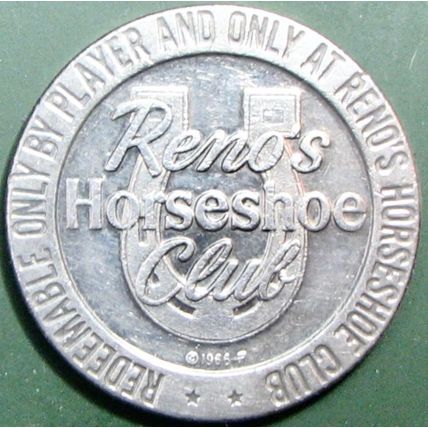 REDEEMABLE ONLY BY PLAYER AND ONLY AT RENO'S HORSESHOE CLUB
Reno's
Horseshoe
Club
©1966